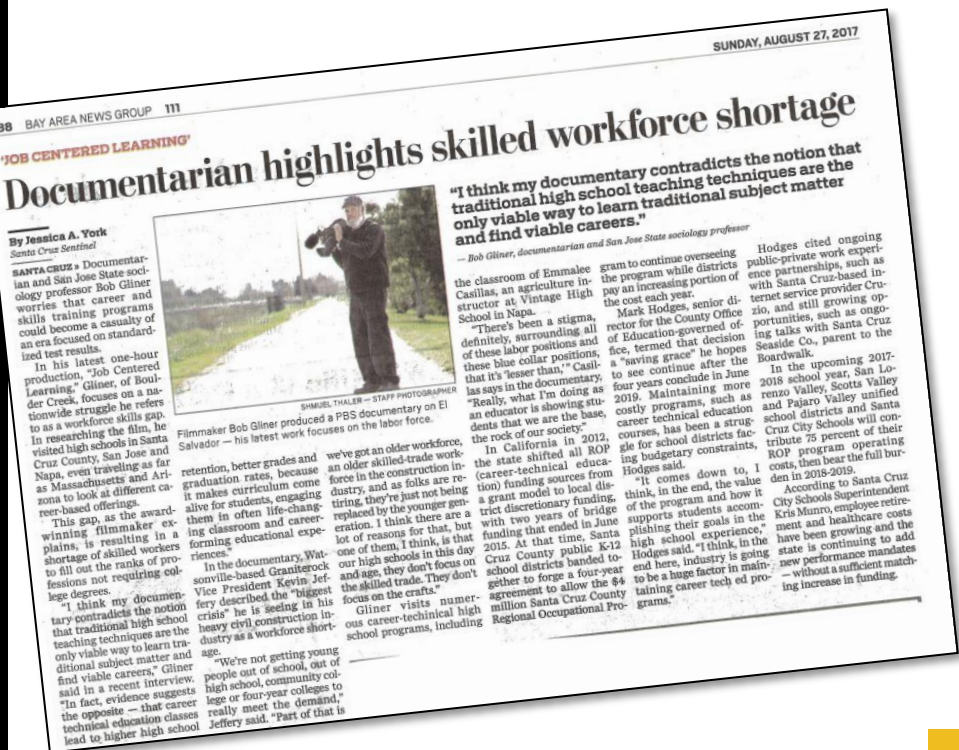 SUNDAY, AUGUST 27, 2017
BAY AREA NEWS GROUP 111
'JOB CENTERED LEARNING'
Documentarian highlights skilled workforce shortage
By Jessica A. York
Santa Cruz Sentinel
SANTA CRUZ » Documentar-
ian and San Jose State soci-
ology professor Bob Gliner
worries that career and
skills training programs
could become a casualty of
an era focused on standard-
ized test results.
In his latest one-hour
production, "Job Centered
Learning," Gliner, of Boul-
der Creek, focuses on a na-
tionwide struggle he refers
to as a workforce skills gap.
In researching the film, he
visited high schools in Santa
Cruz County, San Jose and
Napa, even traveling as far
as Massachusetts and Ari-
zona to look at different ca-
reer-based offerings.
This gap, as the award-
winning filmmaker ex-
plains, is resulting in a
shortage of skilled workers
to fill out the ranks of pro-
fessions not requiring col-
lege degrees.
"I think my documen-
tary contradicts the notion
that traditional high school
teaching techniques are the
only viable way to learn tra-
ditional subject matter and
find viable careers," Gliner
said in a recent interview.
"In fact, evidence suggests
the opposite — that career
technical education classes
lead to higher high school
SHMUEL THALER — STAFF PHOTOGRAPHER
Filmmaker Bob Gliner produced a PBS documentary on El
Salvador — his latest work focuses on the labor force.
retention, better grades and
graduation rates, because
it makes curriculum come
alive for students, engaging
them in often life-chang-
ing classroom and career-
forming educational expe-
riences."
In the documentary, Wat-
sonville-based Graniterock
Vice President Kevin Jef-
fery described the "biggest
crisis" he is seeing in his
heavy civil construction in-
dustry as a workforce short-
age.
"We're not getting young
people out of school, out of
high school, community col-
lege or four-year colleges to
really meet the demand,"
Jeffery said. "Part of that is
we've got an older workforce,
an older skilled-trade work-
force in the construction in-
dustry, and as folks are re-
tiring, they're just not being
replaced by the younger gen-
eration. I think there are a
lot of reasons for that, but
one of them, I think, is that
our high schools in this day
and age, they don't focus on
the skilled trade. They don't
focus on the crafts."
Gliner visits numer-
ous career-techinical high
school programs, including
"I think my documentary contradicts the notion that
traditional high school teaching techniques are the
only viable way to learn traditional subject matter
and find viable careers."
— Bob Gliner, documentarian and San Jose State sociology professor
the classroom of Emmalee
Casillas, an agriculture in-
structor at Vintage High
School in Napa.
"There's been a stigma,
definitely, surrounding all
of these labor positions and
these blue collar positions,
that it's 'lesser than,'" Casil-
las says in the documentary.
"Really, what I'm doing as
an educator is showing stu-
dents that we are the base,
the rock of our society."
In California in 2012,
the state shifted all ROP
(career-technical educa-
tion) funding sources from
a grant model to local dis-
trict discretionary funding,
with two years of bridge
funding that ended in June
2015. At that time, Santa
Cruz County public K-12
school districts banded to-
gether to forge a four-year
agreement to allow the $4
million Santa Cruz County
Regional Occupational Pro-
gram to continue overseeing
the program while districts
pay an increasing portion of
the cost each year.
Mark Hodges, senior di-
rector for the County Office
of Education-governed of-
fice, termed that decision
a "saving grace" he hopes
to see continue after the
four years conclude in June
2019. Maintaining more
costly programs, such as
career technical education
courses, has been a strug-
gle for school districts fac-
ing budgetary constraints,
Hodges said.
"It comes down to, I
think, in the end, the value
of the program and how it
supports students accom-
plishing their goals in the
high school experience,"
Hodges said. "I think, in the
end here, industry is going
to be a huge factor in main-
taining career tech ed pro-
grams."
Hodges cited ongoing
public-private work experi-
ence partnerships, such as
with Santa Cruz-based in-
ternet service provider Cru-
zio, and still growing op-
portunities, such as ongo-
ing talks with Santa Cruz
Seaside Co., parent to the
Boardwalk.
In the upcoming 2017-
2018 school year, San Lo-
renzo Valley, Scotts Valley
and Pajaro Valley unified
school districts and Santa
Cruz City Schools will con-
tribute 75 percent of their
ROP program operating
costs, then bear the full bur-
den in 2018-2019.
According to Santa Cruz
City Schools Superintendent
Kris Munro, employee retire-
ment and healthcare costs
have been growing and the
state is continuing to add
new performance mandates
— without a sufficient match-
ing increase in funding.